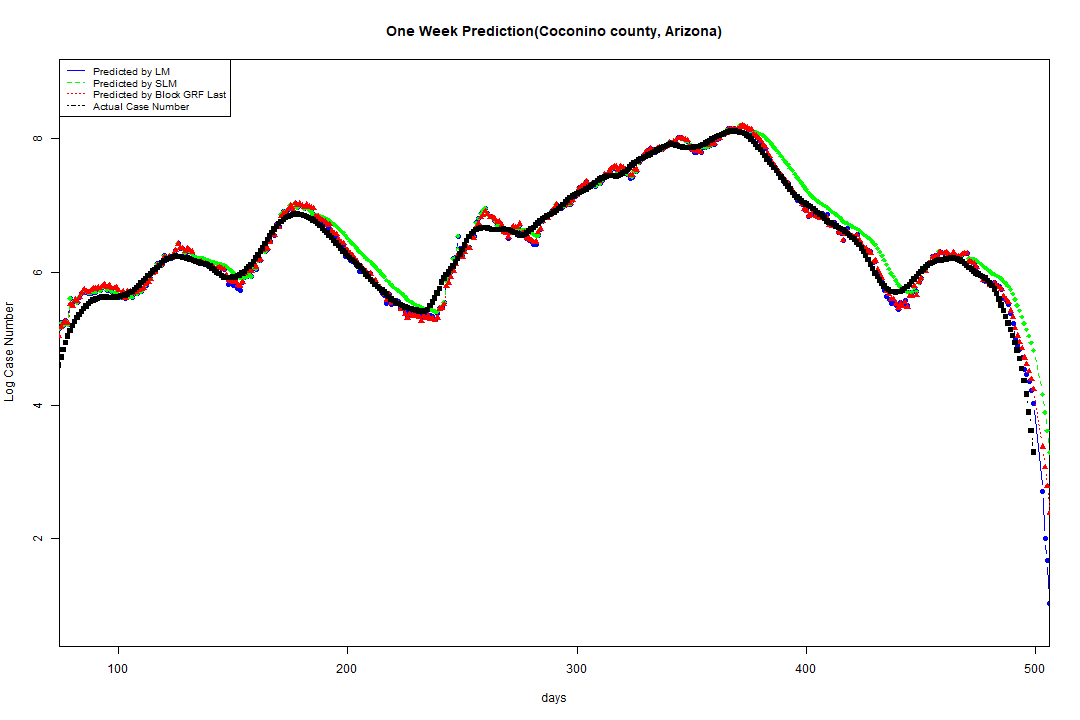 One Week Prediction(Coconino county, Arizona)
Predicted by LM
Predicted by SLM
Predicted by Block GRF Last
Actual Case Number
8
6
4
2
Log Case Number
100 200 300 400 500
days